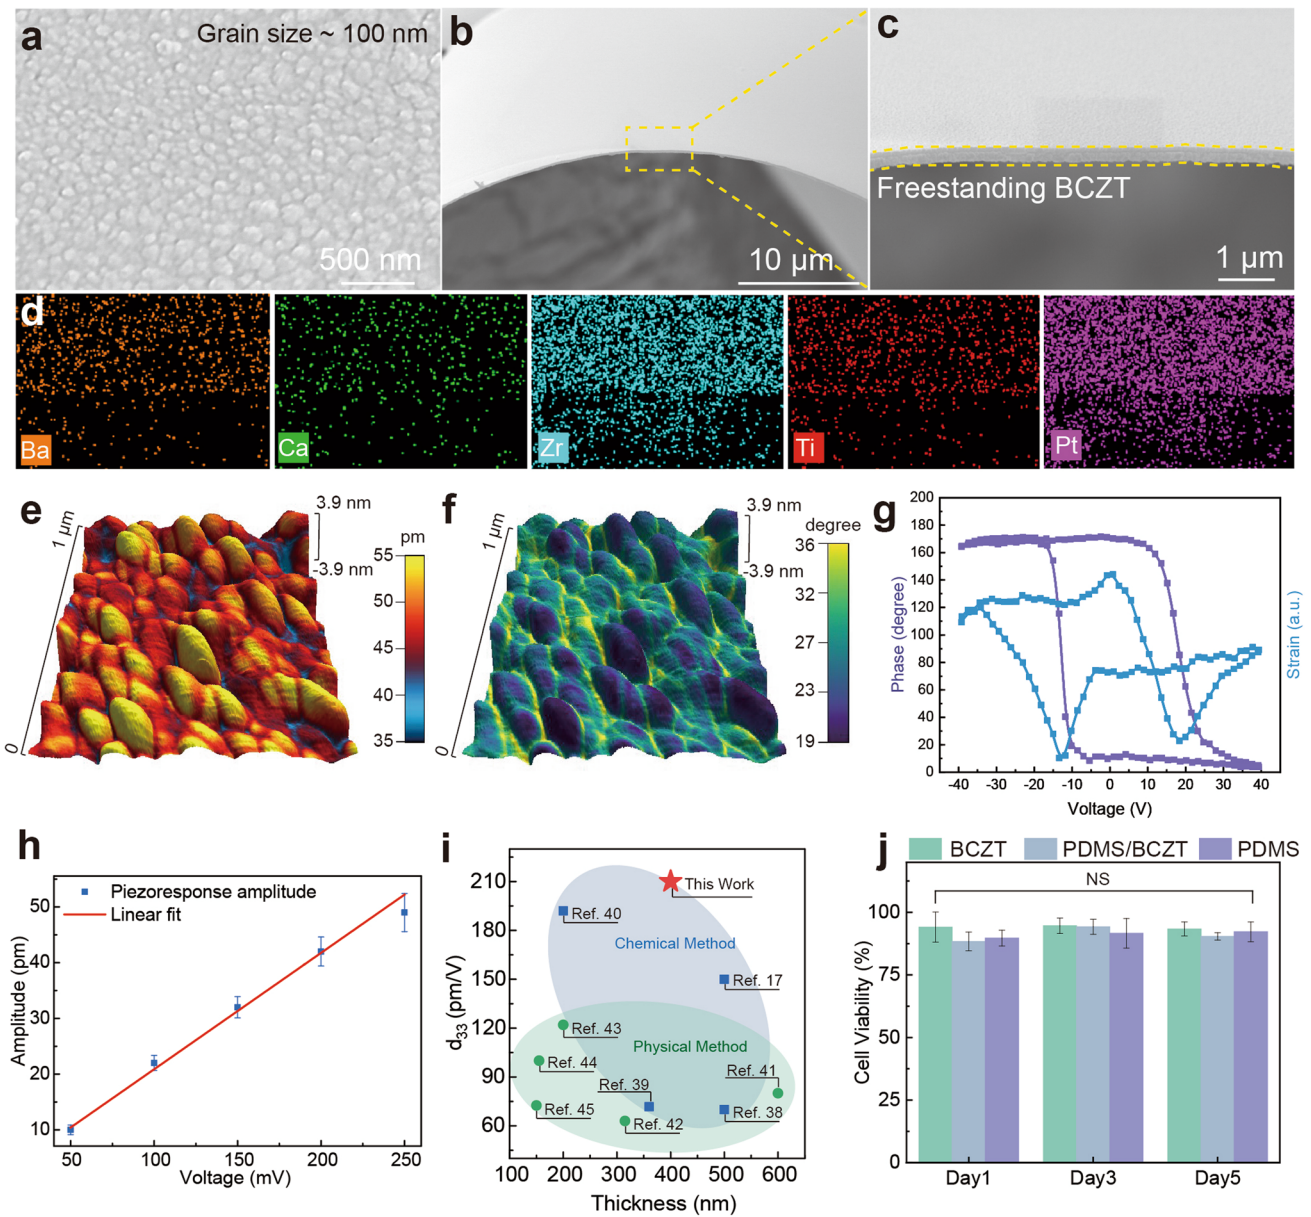 a
Grain size ~ 100 nm
500 nm
b
10 μm
c
Freestanding BCZT
1 μm
d
Ba
Ca
Zr
Ti
Pt
e
1 μm
0
3.9 nm
-3.9 nm
pm
55
50
45
40
35
f
1 μm
0
3.9 nm
-3.9 nm
degree
36
32
27
23
19
g
200
180
160
140
120
100
80
60
40
20
0
Phase (degree)
Strain (a.u.)
-40 -30 -20 -10 0 10 20 30 40
Voltage (V)
h
Piezoresponse amplitude
Linear fit
50
40
30
20
10
Amplitude (pm)
50 100 150 200 250
Voltage (mV)
i
210
180
150
120
90
60
d33 (pm/V)
This Work
Ref. 40
Chemical Method
Ref. 17
Ref. 43
Physical Method
Ref. 44
Ref. 39
Ref. 41
Ref. 45
Ref. 42
Ref. 38
100 200 300 400 500 600
Thickness (nm)
j
BCZT PDMS/BCZT PDMS
NS
100
75
50
25
0
Cell Viability (%)
Day1 Day3 Day5